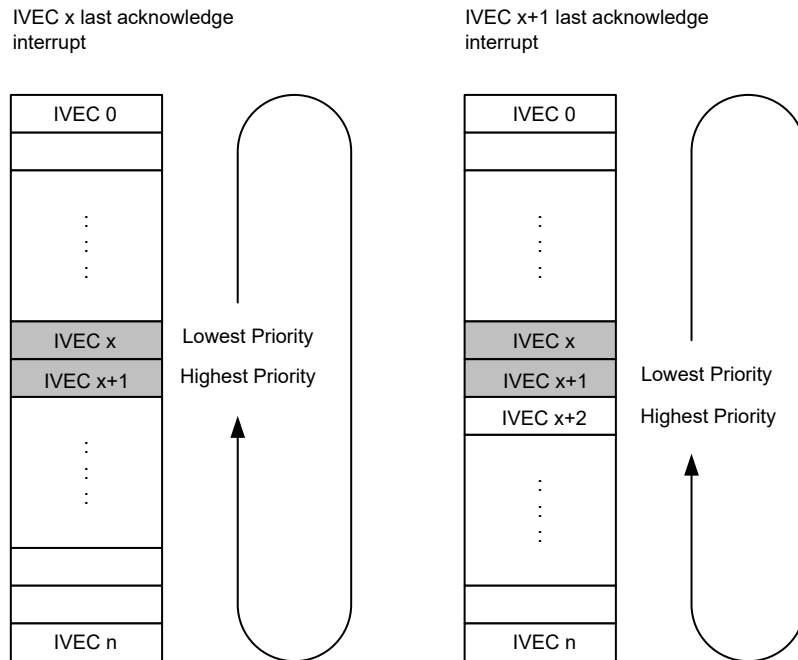 IVEC x last acknowledge
interrupt
IVEC 0
:
:
:
IVEC x
Lowest Priority
IVEC x+1
Highest Priority
:
:
:
IVEC n
IVEC x+1 last acknowledge
interrupt
IVEC 0
:
:
:
IVEC x
IVEC x+1
Lowest Priority
IVEC x+2
Highest Priority
:
:
:
IVEC n